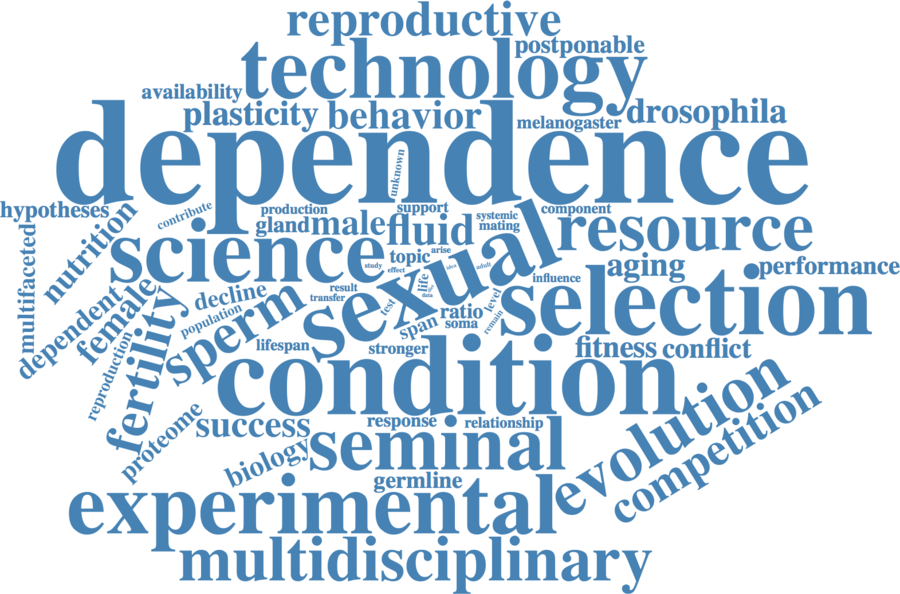 reproductive
postponable
technology
availability
plasticity behavior
drosophila
melanogaster
dependence
unknown
hypotheses
contribute
production
support
systemic
component
nutrition
gland male fluid
mating
resource
multifaceted
science
topic
arise
sexual
aging
performance
study
effect
idea
adult
influence
dependent
female
decline
result
transfer
life
data
test
level
selection
population
sperm
span
ratio
soma
remain
reproduction
fertility
lifespan
stronger
fitness conflict
condition
evolution
competition
success
response
relationship
proteome
biology
seminal
germline
experimental
multidisciplinary